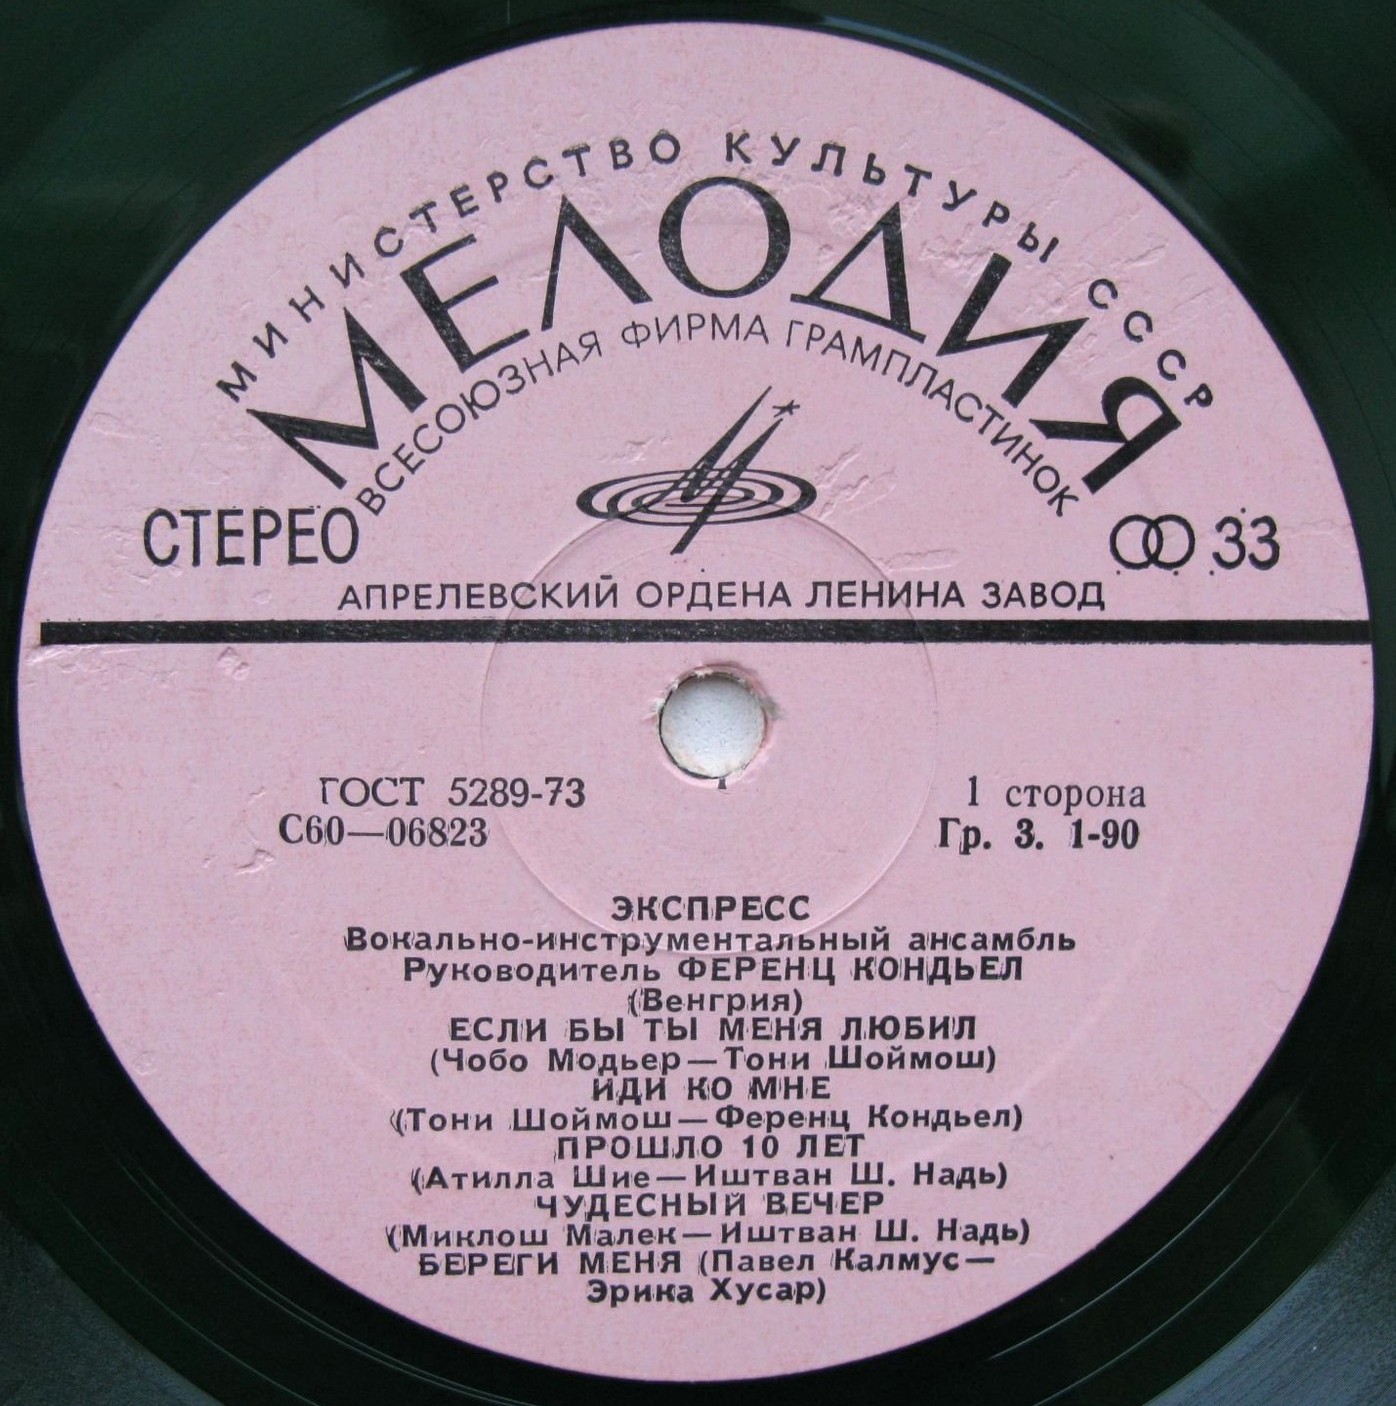 МИНИСТЕРСТВО КУЛЬТУРЫ СССР
МЕЛОДИЯ
ВСЕСОЮЗНАЯ ФИРМА ГРАМПЛАСТИНОК
СТЕРЕО
33
АПРЕЛЕВСКИЙ ОРДЕНА ЛЕНИНА ЗАВОД
ГОСТ 5289-73
1 сторона
С60—06823
Гр. 3. 1-90
ЭКСПРЕСС
Вокально-инструментальный ансамбль
Руководитель ФЕРЕНЦ КОНДЬЕЛ
(Венгрия)
ЕСЛИ БЫ ТЫ МЕНЯ ЛЮБИЛ
(Чобо Модьер—Тони Шоймош)
ИДИ КО МНЕ
(Тони Шоймош—Ференц Кондьел)
ПРОШЛО 10 ЛЕТ
(Атилла Шие—Иштван Ш. Надь)
ЧУДЕСНЫЙ ВЕЧЕР
(Миклош Малек—Иштван Ш. Надь)
БЕРЕГИ МЕНЯ (Павел Калмус—
Эрика Хусар)